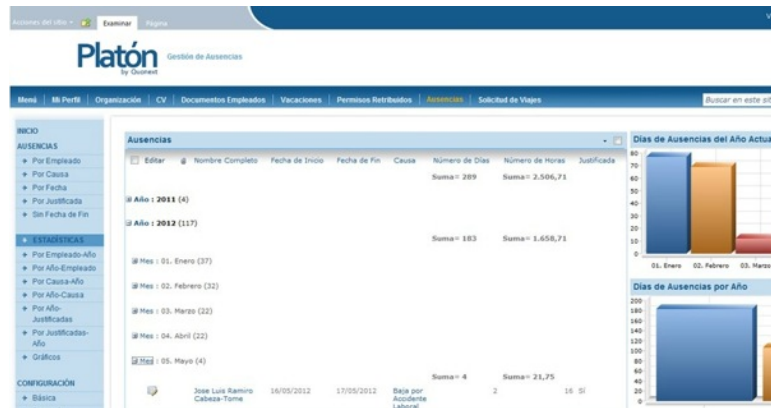 Acciones del sitio Examinar Página
Platón
by Quonext
Gestión de Ausencias
Menú Mi Perfil Organización CV Documentos Empleados Vacaciones Permisos Retribuidos Ausencias Solicitud de Viajes Buscar en este sit
INICIO
AUSENCIAS
Por Empleado
Por Causa
Por Fecha
Por Justificada
Sin Fecha de Fin
ESTADÍSTICAS
Por Empleado-Año
Por Año-Empleado
Por Causa-Año
Por Año-Causa
Por Año-
Justificadas
Por Justificadas-
Año
Gráficos
CONFIGURACIÓN
Básica
Ausencias
Editar Nombre Completo Fecha de Inicio Fecha de Fin Causa Número de Días Número de Horas Justificada
Suma= 289 Suma= 2.506,71
Año : 2011 (4)
Año : 2012 (117)
Suma= 183 Suma= 1.658,71
Mes : 01. Enero (37)
Mes : 02. Febrero (32)
Mes : 03. Marzo (22)
Mes : 04. Abril (22)
Mes : 05. Mayo (4)
Suma= 4 Suma= 21,75
Jose Luis Ramiro 16/05/2012 17/05/2012 Baja por 2 16 Sí
Cabeza-Tome Accidente
Laboral
Días de Ausencias del Año Actua
80
70
60
50
40
30
20
10
0
01. Enero 02. Febrero 03. Marzo
Días de Ausencias por Año
200
180
160
140
120
100
80
60
40
20